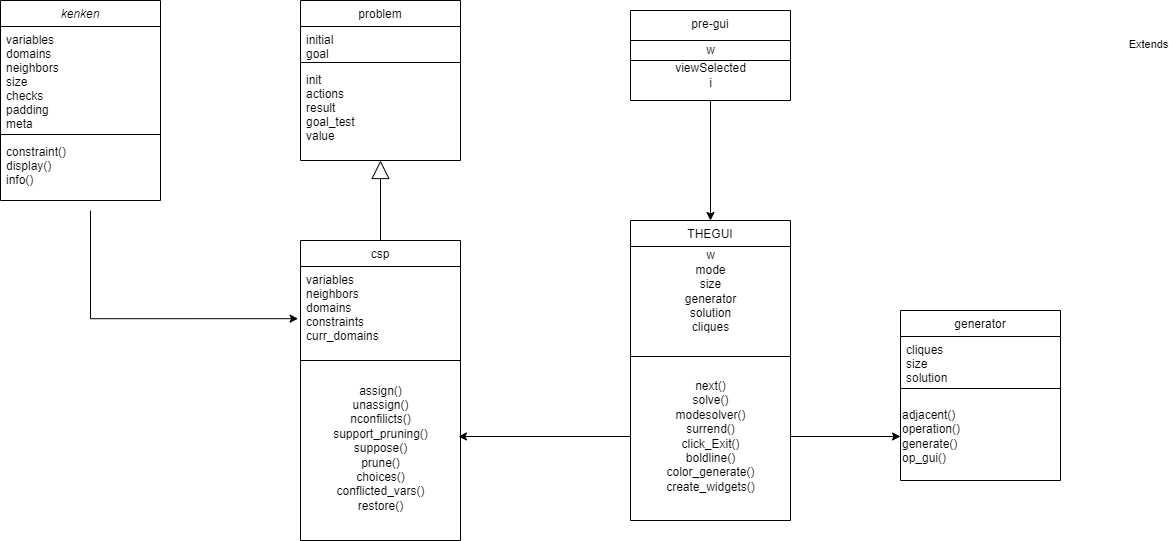 kenken
variables
domains
neighbors
size
checks
padding
meta
constraint()
display()
info()
problem
initial
goal
init
actions
result
goal_test
value
pre-gui
w
viewSelected
i
Extends
csp
variables
neighbors
domains
constraints
curr_domains
assign()
unassign()
nconfilicts()
support_pruning()
suppose()
prune()
choices()
conflicted_vars()
restore()
THEGUI
w
mode
size
generator
solution
cliques
next()
solve()
modesolver()
surrend()
click_Exit()
boldline()
color_generate()
create_widgets()
generator
cliques
size
solution
adjacent()
operation()
generate()
op_gui()